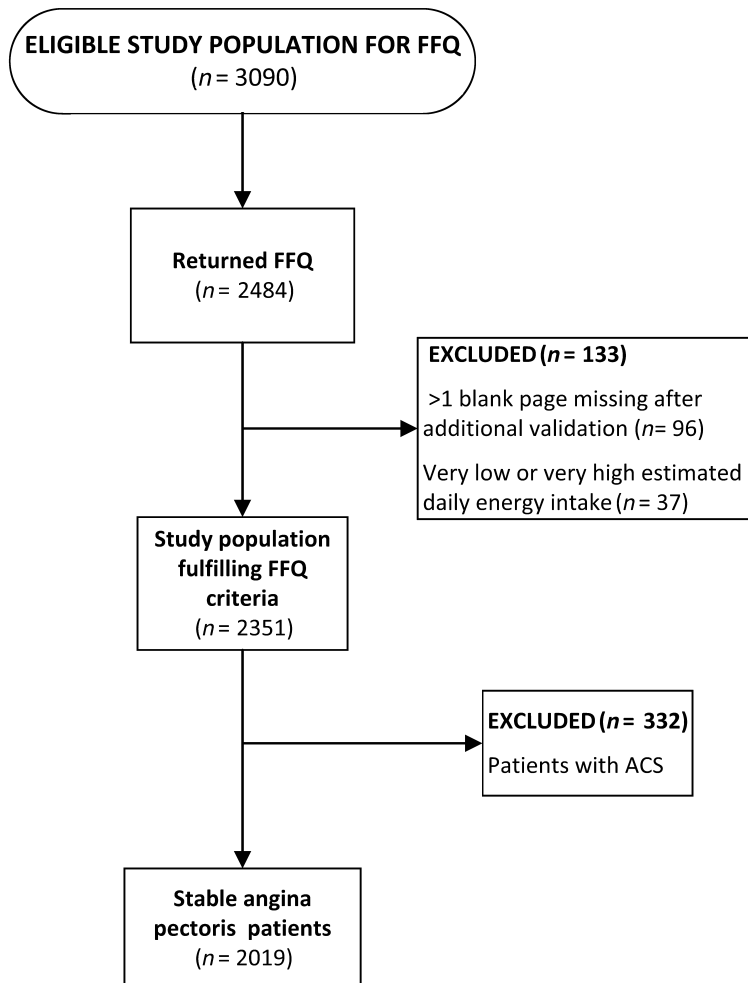 ELIGIBLE STUDY POPULATION FOR FFQ
(n = 3090)
Returned FFQ
(n = 2484)
EXCLUDED (n = 133)
>1 blank page missing after
additional validation (n= 96)
Very low or very high estimated
daily energy intake (n = 37)
Study population
fulfilling FFQ
criteria
(n = 2351)
EXCLUDED (n = 332)
Patients with ACS
Stable angina
pectoris patients
(n = 2019)